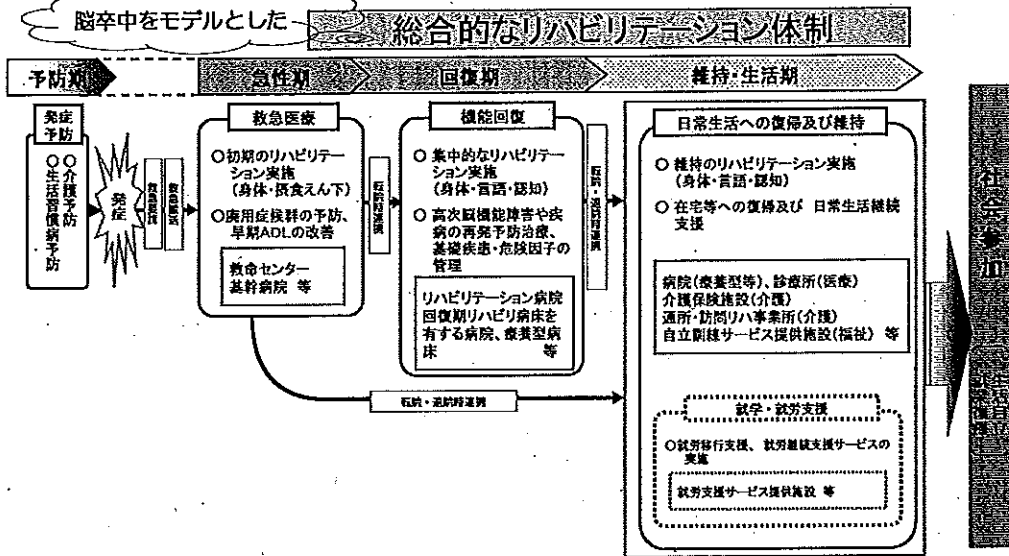 脳卒中をモデルとした
総合的なリハビリテーション体制
予防期
急性期
回復期
維持・生活期
発症
予防
○介護予防
○生活習慣病予防
発症
救急搬送
救急医療
○初期のリハビリテー
ション実施
(身体・摂食えん下)
○廃用症候群の予防、
早期ADLの改善
救命センター
基幹病院 等
転院時連携
機能回復
○ 集中的なリハビリテー
ション実施
(身体・言語・認知)
○ 高次脳機能障害や疾
病の再発予防治療、
基礎疾患・危険因子の
管理
リハビリテーション病院
回復期リハビリ病床を
有する病院、療養型病
床 等
転院・退院時連携
日常生活への復帰及び維持
○ 維持のリハビリテーション実施
(身体・言語・認知)
○ 在宅等への復帰及び 日常生活継続
支援
病院(療養型等)、診療所(医療)
介護保険施設(介護)
通所・訪問リハ事業所(介護)
自立訓練サービス提供施設(福祉) 等
転院・退院時連携
就学・就労支援
○就労移行支援、就労継続支援サービスの
実施
就労支援サービス提供施設 等
社会参加